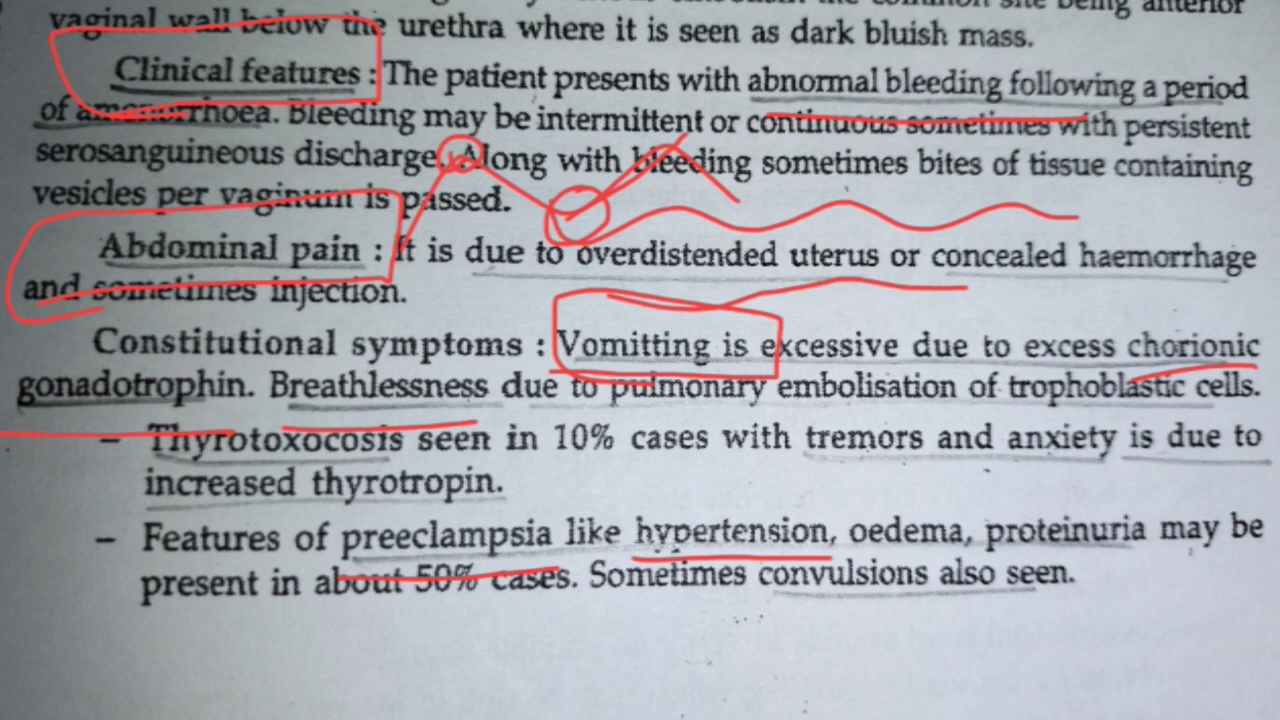 vaginal wall below the urethra where it is seen as dark bluish mass.
Clinical features : The patient presents with abnormal bleeding following a period
of amenorrhoea. Bleeding may be intermittent or continuous sometimes with persistent
serosanguineous discharge. Along with bleeding sometimes bites of tissue containing
vesicles per vaginum is passed.
Abdominal pain : It is due to overdistended uterus or concealed haemorrhage
and sometimes injection.
Constitutional symptoms : Vomitting is excessive due to excess chorionic
gonadotrophin. Breathlessness due to pulmonary embolisation of trophoblastic cells.
– Thyrotoxocosis seen in 10% cases with tremors and anxiety is due to
increased thyrotropin.
– Features of preeclampsia like hypertension, oedema, proteinuria may be
present in about 50% cases. Sometimes convulsions also seen.